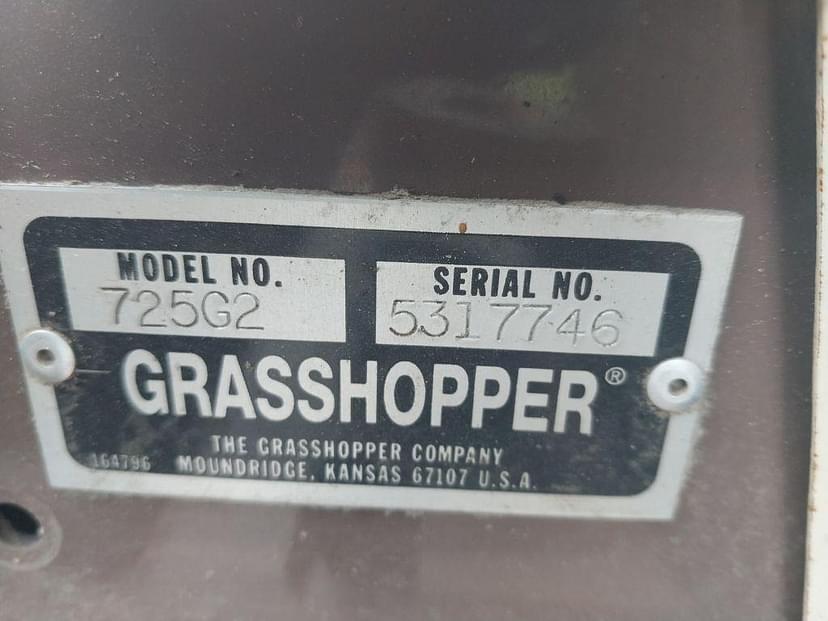 MODEL NO. SERIAL NO.
725G2 5317746
GRASSHOPPER®
THE GRASSHOPPER COMPANY
164796 MOUNDRIDGE, KANSAS 67107 U.S.A.